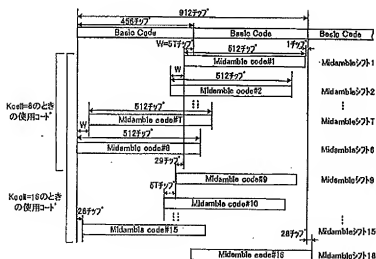 912チップ
456チップ
Basic Code
Basic Code
Basic Code
W=57チップ
512チップ
1チップ
Midamble code#1
Midambleシフト1
512チップ
W
Midamble code#2
Midambleシフト2
Kcell=8のとき
の使用コード
512チップ
Midamble code#7
Midambleシフト7
W
512チップ
Midamble code#8
Midambleシフト8
29チップ
Midamble code#9
Midambleシフト9
57チップ
Kcell=16のとき
の使用コード
Midamble code#10
26チップ
Midamble code#15
Midambleシフト15
28チップ
Midamble code#16
Midambleシフト16